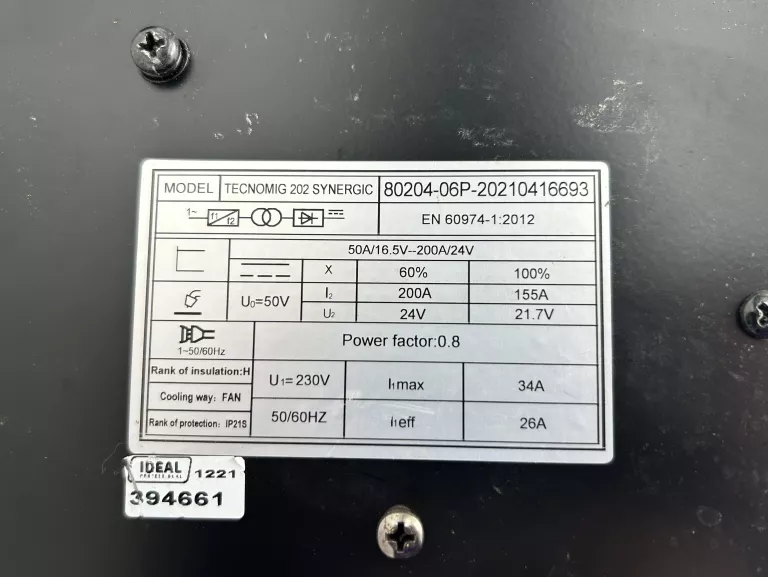 MODEL TECNOMIG 202 SYNERGIC 80204-06P-20210416693
1~ f1 f2 EN 60974-1:2012
50A/16.5V--200A/24V
X 60% 100%
U₀=50V I₂ 200A 155A
U₂ 24V 21.7V
1~50/60Hz Power factor:0.8
Rank of insulation:H U₁=230V I₁max 34A
Cooling way: FAN
Rank of protection: IP21S 50/60HZ I₁eff 26A
IDEAL 1221
394661